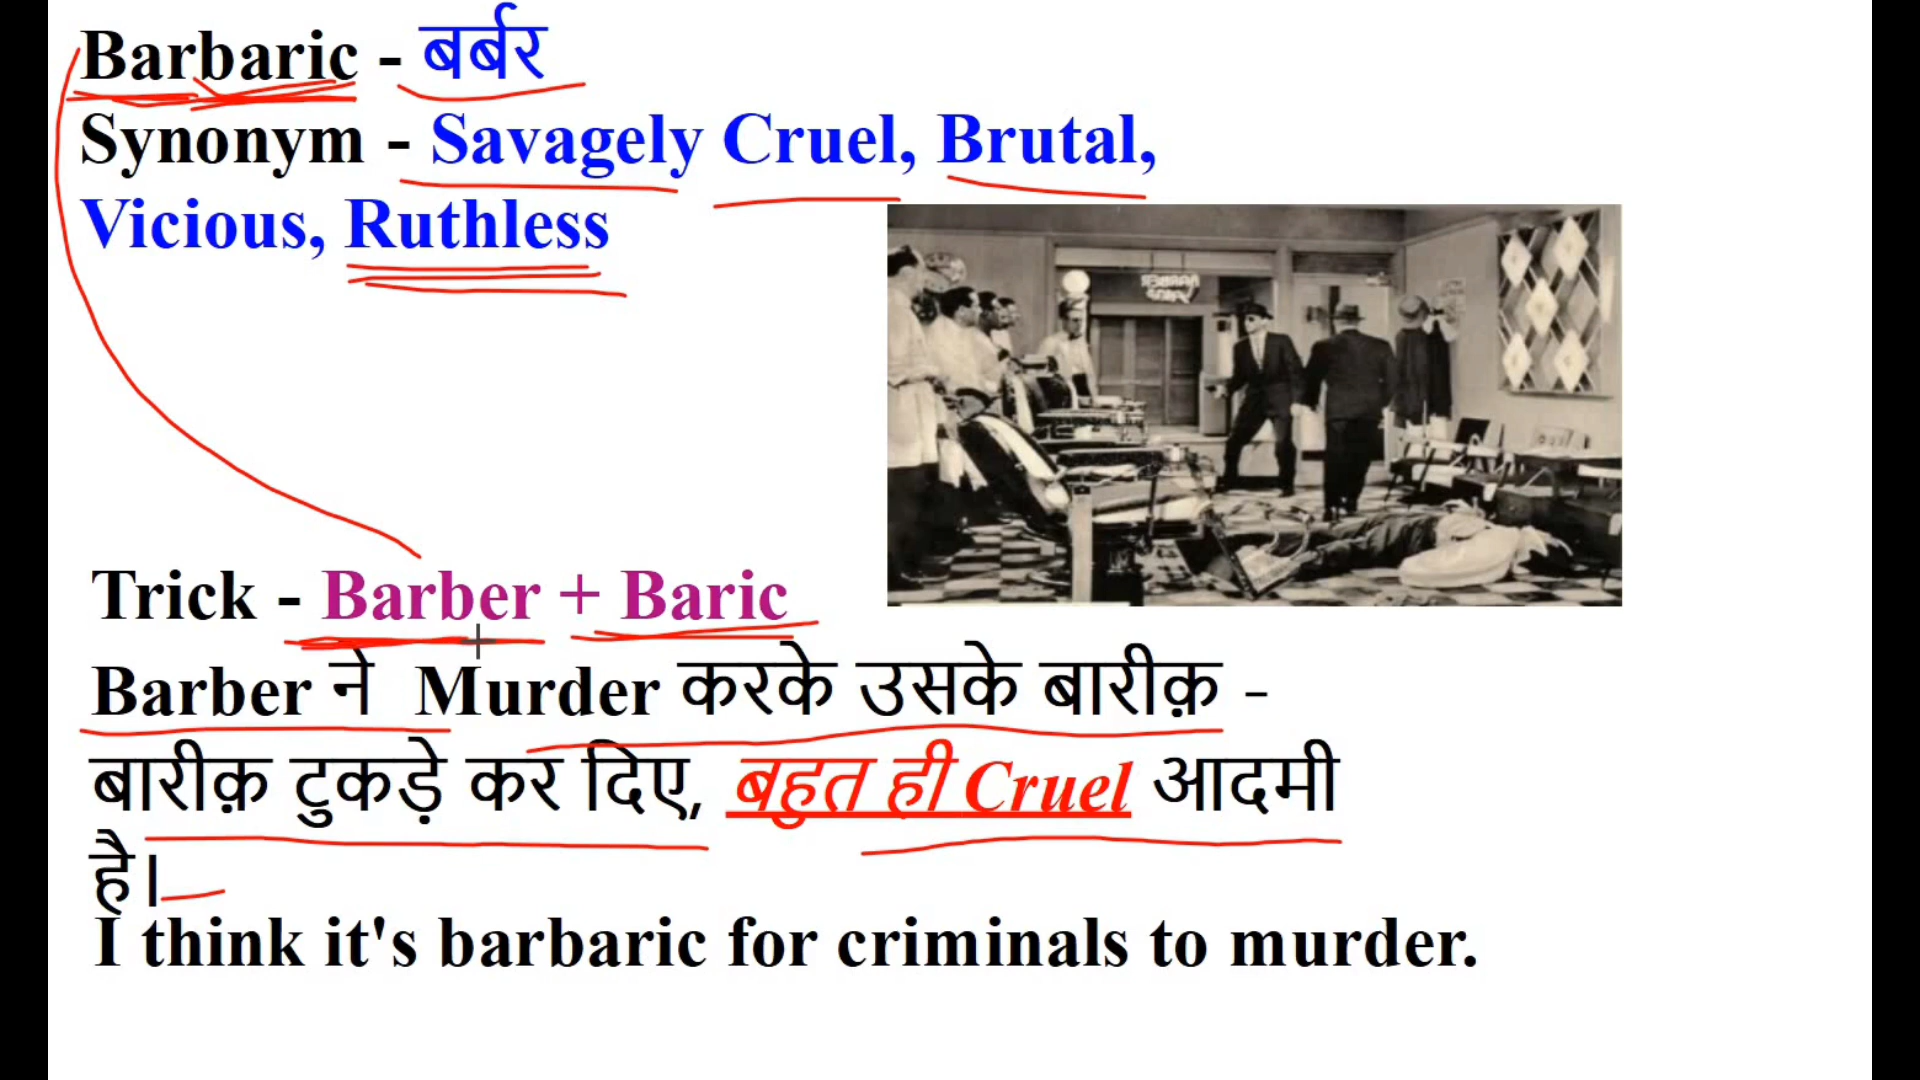 Barbaric - बर्बर
Synonym - Savagely Cruel, Brutal,
Vicious, Ruthless
Trick - Barber + Baric
Barber ने Murder करके उसके बारीक़ -
बारीक़ टुकड़े कर दिए, बहुत ही Cruel आदमी
है।
I think it's barbaric for criminals to murder.